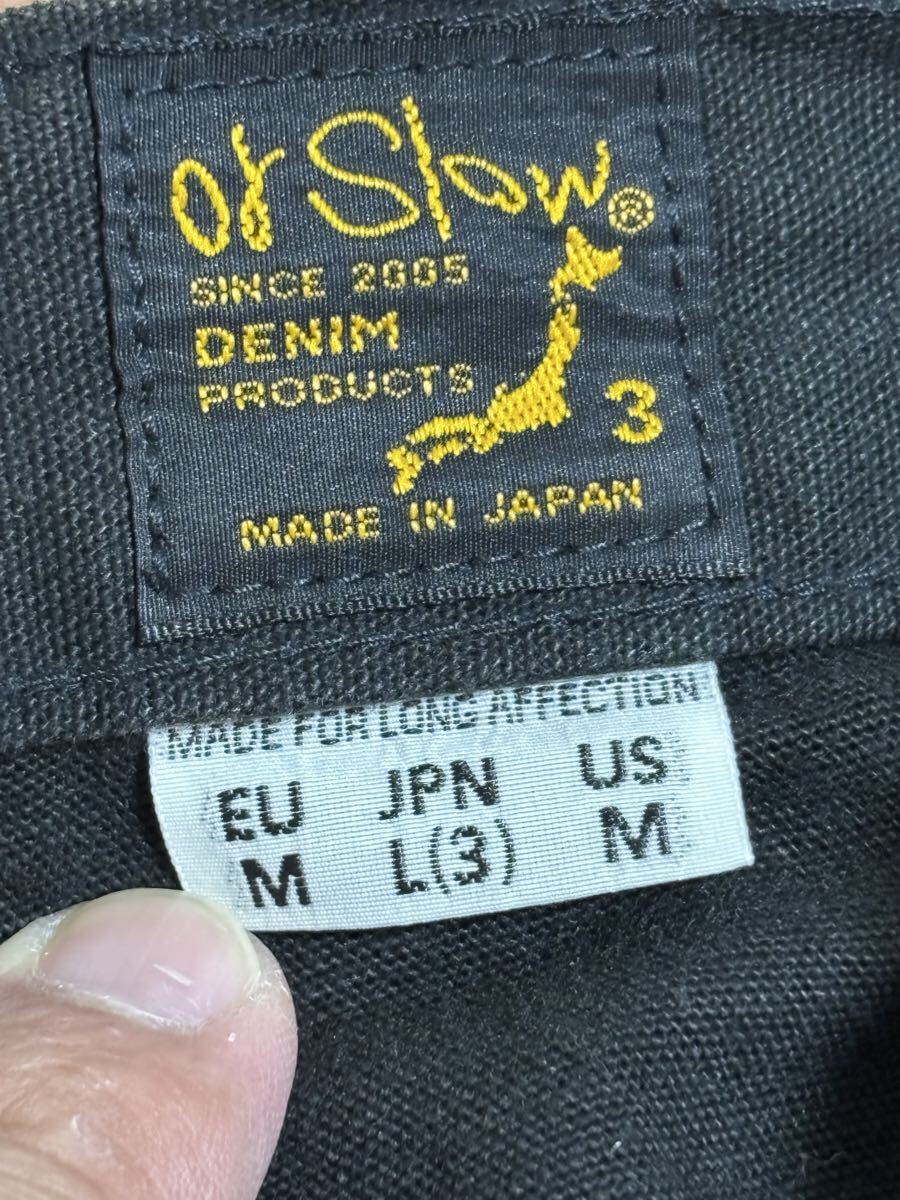 Or Slow®
SINCE 2005
DENIM
PRODUCTS
3
MADE IN JAPAN
MADE FOR LONG AFFECTION
EU JPN US
M L(3) M